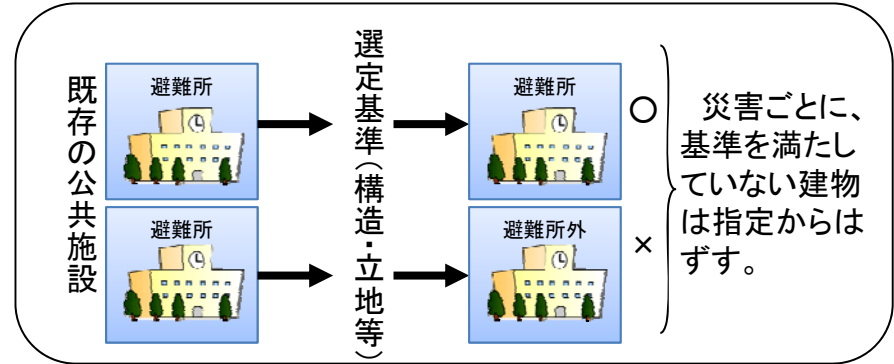 既存の公共施設
避難所
避難所
選定基準(構造・立地等)
避難所
○
避難所外
×
災害ごとに、
基準を満たし
ていない建物
は指定からは
ずす。